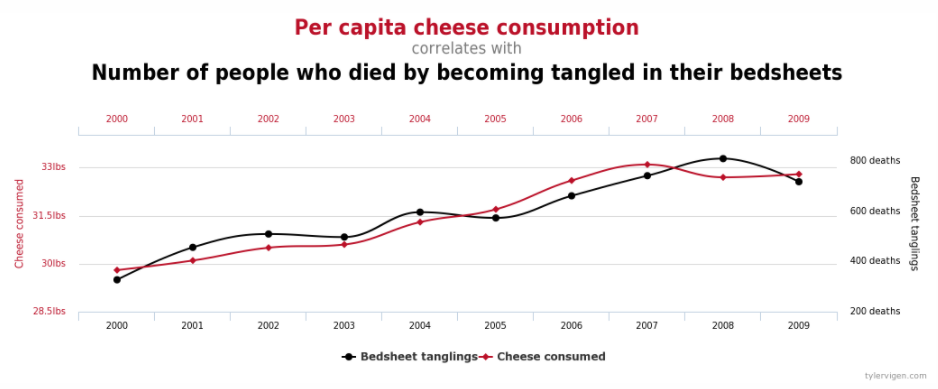 Per capita cheese consumption
correlates with
Number of people who died by becoming tangled in their bedsheets
2000 2001 2002 2003 2004 2005 2006 2007 2008 2009
Cheese consumed
33lbs
31.5lbs
30lbs
28.5lbs
800 deaths
600 deaths
400 deaths
200 deaths
Bedsheet tanglings
2000 2001 2002 2003 2004 2005 2006 2007 2008 2009
Bedsheet tanglings Cheese consumed
tylervigen.com